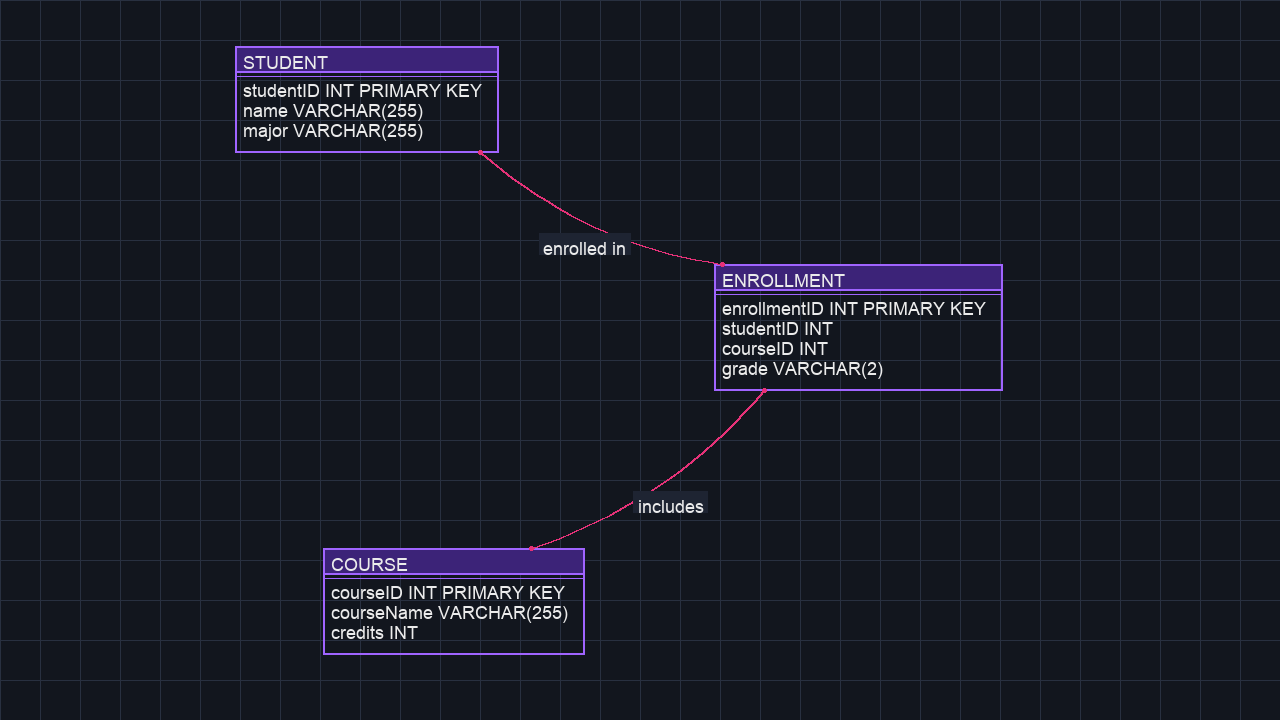 STUDENT
studentID INT PRIMARY KEY
name VARCHAR(255)
major VARCHAR(255)
enrolled in
ENROLLMENT
enrollmentID INT PRIMARY KEY
studentID INT
courseID INT
grade VARCHAR(2)
includes
COURSE
courseID INT PRIMARY KEY
courseName VARCHAR(255)
credits INT